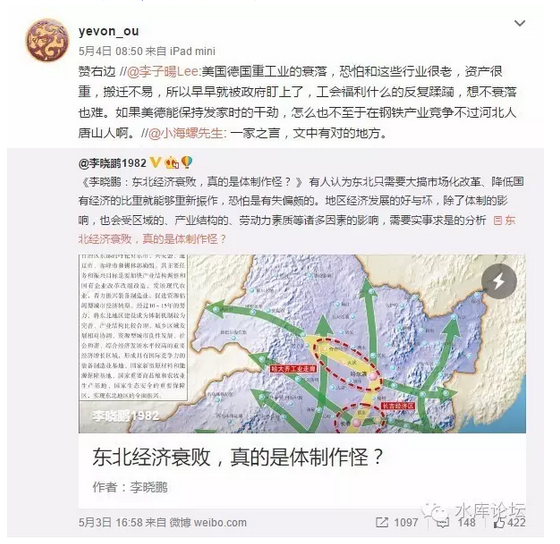 yevon_ou
5月4日 08:50 来自 iPad mini
赞右边 //@李子暘Lee:美国德国重工业的衰落，恐怕和这些行业很老，资产很
重，搬迁不易，所以早早就被政府盯上了，工会福利什么的反复蹂躏，想不衰落
也难。如果美德能保持发家时的干劲，怎么也不至于在钢铁产业竞争不过河北人
唐山人啊。//@小海螺先生: 一家之言，文中有对的地方。
@李晓鹏1982
《李晓鹏：东北经济衰败，真的是体制作怪？ 》 有人认为东北只需要大搞市场化改革、降低国
有经济的比重就能够重新振作，恐怕是有失偏颇的。地区经济发展的好与坏，除了体制的影
响，也会受区域的、产业结构的、劳动力素质等诸多因素的影响，需要实事求是的分析 东
北经济衰败，真的是体制作怪？
哈大齐工业走廊
长吉经济区
李晓鹏1982
东北经济衰败，真的是体制作怪？
作者：李晓鹏
水库论坛
5月3日 16:58 来自 微博 weibo.com
1097
148
422